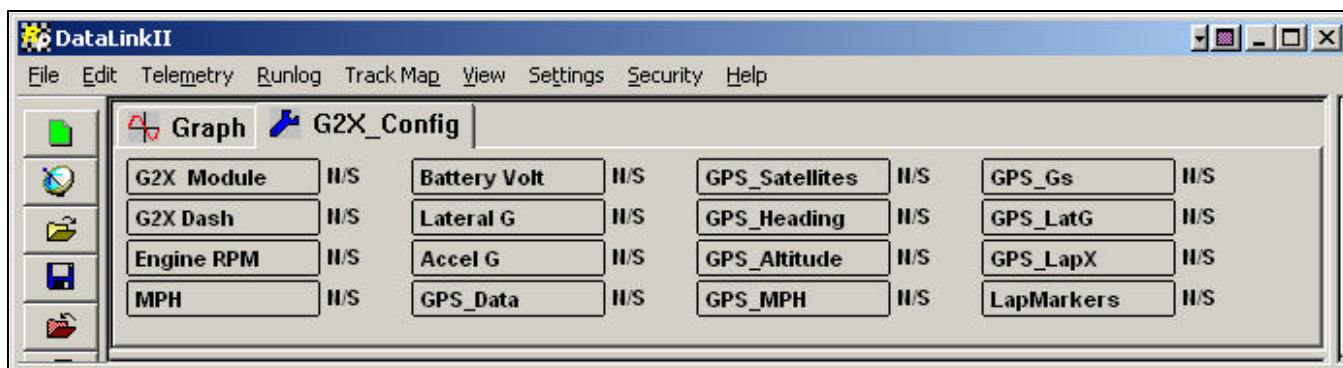 DataLinkII
File Edit Telemetry Runlog Track Map View Settings Security Help
Graph G2X_Config
G2X Module N/S Battery Volt N/S GPS_Satellites N/S GPS_Gs N/S
G2X Dash N/S Lateral G N/S GPS_Heading N/S GPS_LatG N/S
Engine RPM N/S Accel G N/S GPS_Altitude N/S GPS_LapX N/S
MPH N/S GPS_Data N/S GPS_MPH N/S LapMarkers N/S